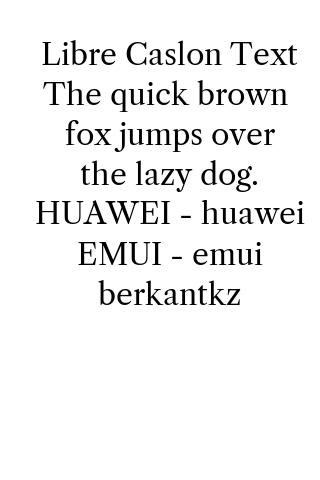 Libre Caslon Text
The quick brown
fox jumps over
the lazy dog.
HUAWEI - huawei
EMUI - emui
berkantkz